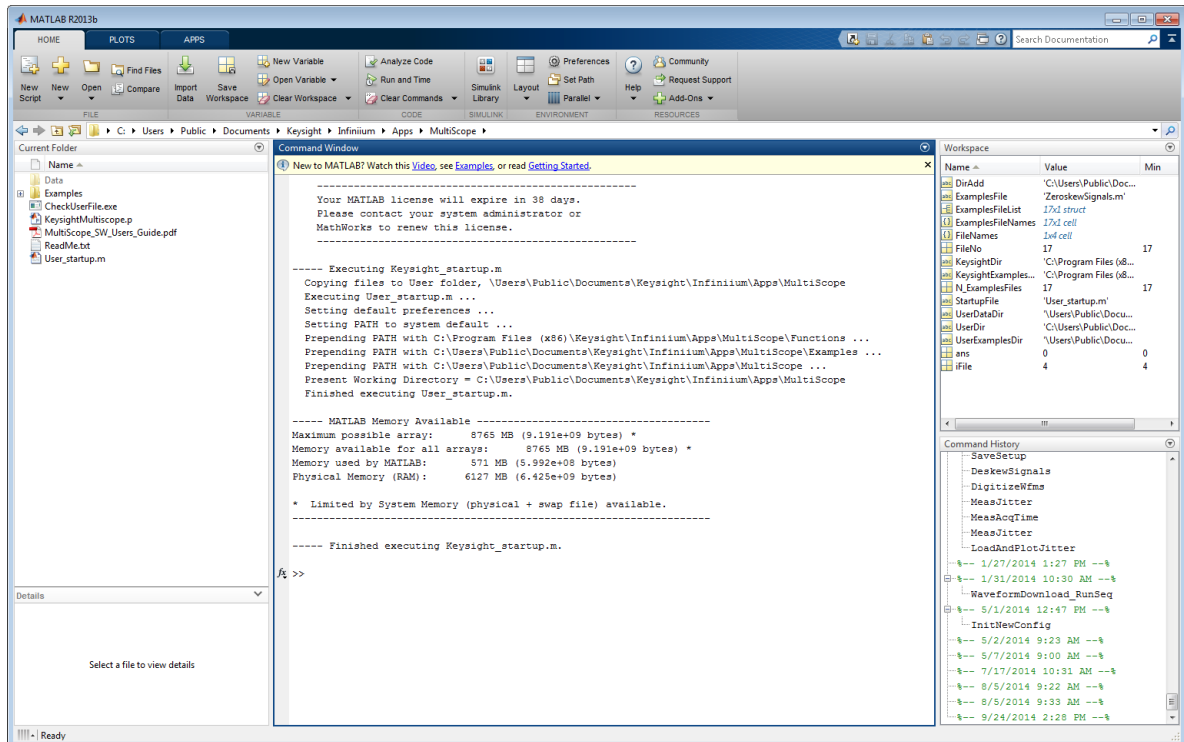 MATLAB R2013b
HOME PLOTS APPS
Search Documentation
New Script
New
Open
Find Files
Compare
Import Data
Save Workspace
New Variable
Open Variable
Clear Workspace
Analyze Code
Run and Time
Clear Commands
Simulink Library
Layout
Preferences
Set Path
Parallel
Help
Community
Request Support
Add-Ons
FILE VARIABLE CODE SIMULINK ENVIRONMENT RESOURCES
C: Users Public Documents Keysight Infiniium Apps MultiScope
Current Folder
Name
Data
Examples
CheckUserFile.exe
KeysightMultiscope.p
MultiScope_SW_Users_Guide.pdf
ReadMe.txt
User_startup.m
Details
Select a file to view details
Command Window
New to MATLAB? Watch this Video, see Examples, or read Getting Started.
----------------------------------------------------
Your MATLAB license will expire in 38 days.
Please contact your system administrator or
MathWorks to renew this license.
----------------------------------------------------
----- Executing Keysight_startup.m
Copying files to User folder, \Users\Public\Documents\Keysight\Infiniium\Apps\MultiScope
Executing User_startup.m ...
Setting default preferences ...
Setting PATH to system default ...
Prepending PATH with C:\Program Files (x86)\Keysight\Infiniium\Apps\MultiScope\Functions ...
Prepending PATH with C:\Users\Public\Documents\Keysight\Infiniium\Apps\MultiScope\Examples ...
Prepending PATH with C:\Users\Public\Documents\Keysight\Infiniium\Apps\MultiScope ...
Present Working Directory = C:\Users\Public\Documents\Keysight\Infiniium\Apps\MultiScope
Finished executing User_startup.m.
----- MATLAB Memory Available --------------------------------------
Maximum possible array: 8765 MB (9.191e+09 bytes) *
Memory available for all arrays: 8765 MB (9.191e+09 bytes) *
Memory used by MATLAB: 571 MB (5.992e+08 bytes)
Physical Memory (RAM): 6127 MB (6.425e+09 bytes)
* Limited by System Memory (physical + swap file) available.
--------------------------------------------------------------------
----- Finished executing Keysight_startup.m.
fx >>
Workspace
Name Value Min
DirAdd 'C:\Users\Public\Doc...
ExamplesFile 'ZeroskewSignals.m'
ExamplesFileList 17x1 struct
ExamplesFileNames 17x1 cell
FileNames 1x4 cell
FileNo 17 17
KeysightDir 'C:\Program Files (x8...
KeysightExamples... 'C:\Program Files (x8...
N_ExamplesFiles 17 17
StartupFile 'User_startup.m'
UserDataDir '\Users\Public\Docu...
UserDir 'C:\Users\Public\Doc...
UserExamplesDir '\Users\Public\Docu...
ans 0 0
iFile 4 4
Command History
SaveSetup
DeskewSignals
DigitizeWfms
MeasJitter
MeasAcqTime
MeasJitter
LoadAndPlotJitter
%-- 1/27/2014 1:27 PM --%
%-- 1/31/2014 10:30 AM --%
WaveformDownload_RunSeq
%-- 5/1/2014 12:47 PM --%
InitNewConfig
%-- 5/2/2014 9:23 AM --%
%-- 5/7/2014 9:00 AM --%
%-- 7/17/2014 10:31 AM --%
%-- 8/5/2014 9:22 AM --%
%-- 8/5/2014 9:33 AM --%
%-- 9/24/2014 2:28 PM --%
Ready